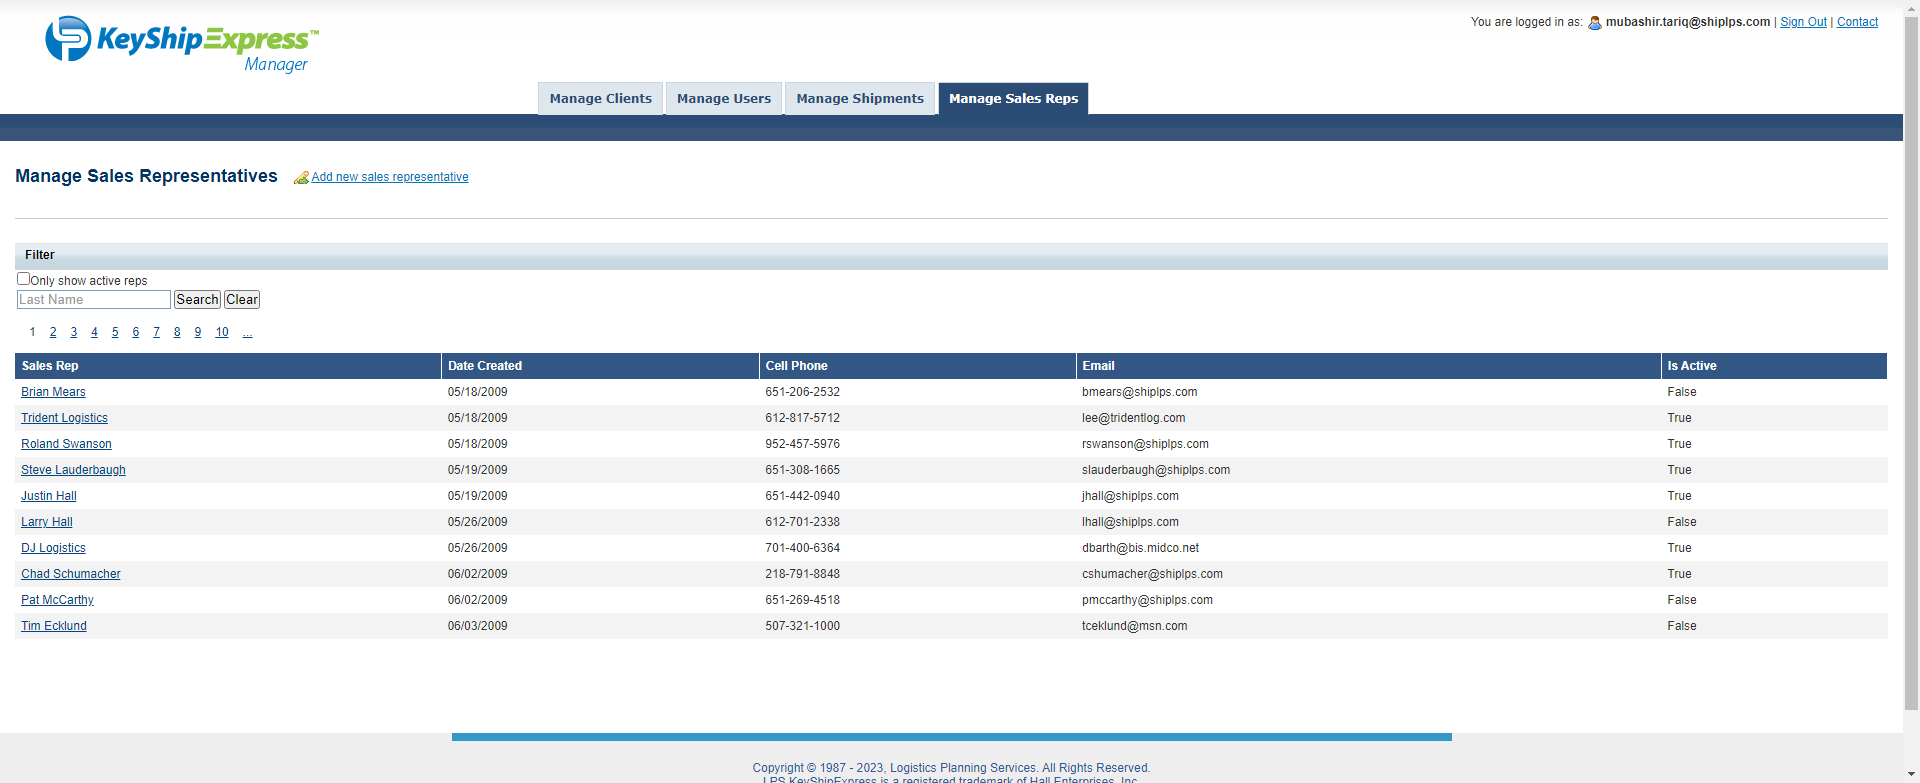 KeyShipExpress™
Manager
You are logged in as: mubashir.tariq@shiplps.com | Sign Out | Contact
Manage Clients Manage Users Manage Shipments Manage Sales Reps
Manage Sales Representatives Add new sales representative
Filter
Only show active reps
Last Name Search Clear
1 2 3 4 5 6 7 8 9 10 ...
Sales Rep Date Created Cell Phone Email Is Active
Brian Mears 05/18/2009 651-206-2532 bmears@shiplps.com False
Trident Logistics 05/18/2009 612-817-5712 lee@tridentlog.com True
Roland Swanson 05/18/2009 952-457-5976 rswanson@shiplps.com True
Steve Lauderbaugh 05/19/2009 651-308-1665 slauderbaugh@shiplps.com True
Justin Hall 05/19/2009 651-442-0940 jhall@shiplps.com True
Larry Hall 05/26/2009 612-701-2338 lhall@shiplps.com False
DJ Logistics 05/26/2009 701-400-6364 dbarth@bis.midco.net True
Chad Schumacher 06/02/2009 218-791-8848 cshumacher@shiplps.com True
Pat McCarthy 06/02/2009 651-269-4518 pmccarthy@shiplps.com False
Tim Ecklund 06/03/2009 507-321-1000 tceklund@msn.com False
Copyright © 1987 - 2023, Logistics Planning Services. All Rights Reserved.
LPS KeyShipExpress is a registered trademark of Hall Enterprises, Inc.